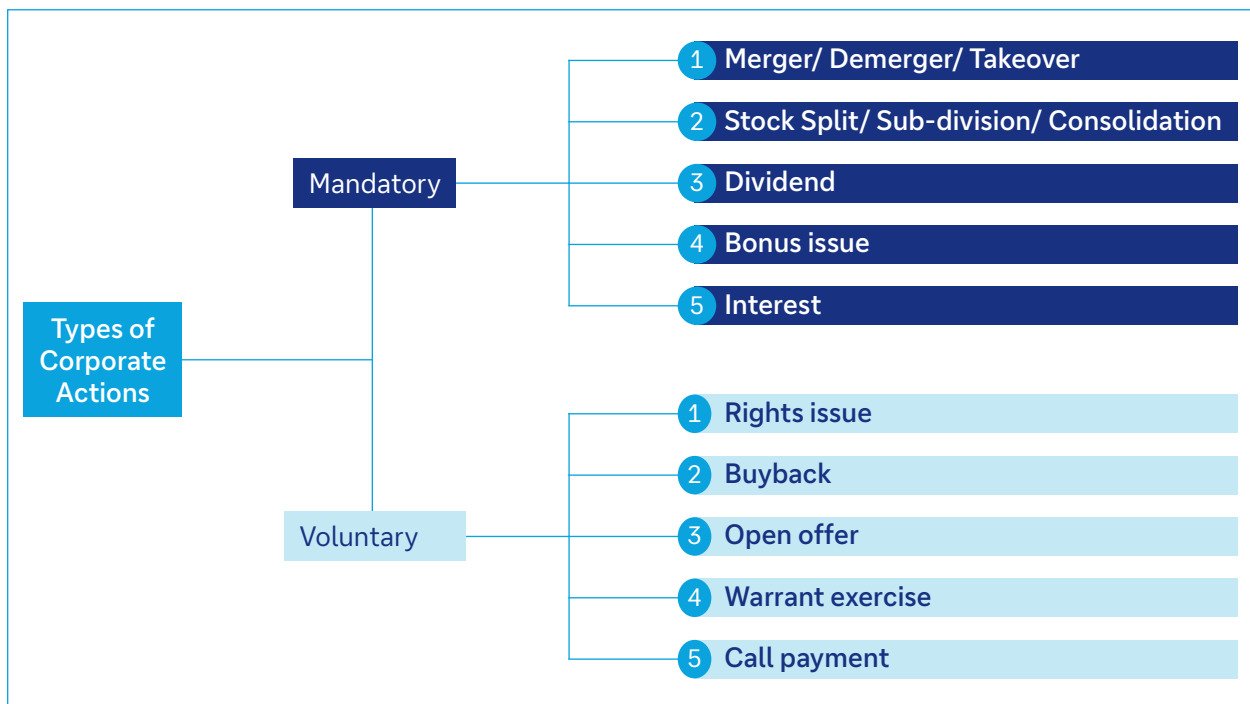 Types of
Corporate
Actions
Mandatory
1 Merger/ Demerger/ Takeover
2 Stock Split/ Sub-division/ Consolidation
3 Dividend
4 Bonus issue
5 Interest
Voluntary
1 Rights issue
2 Buyback
3 Open offer
4 Warrant exercise
5 Call payment